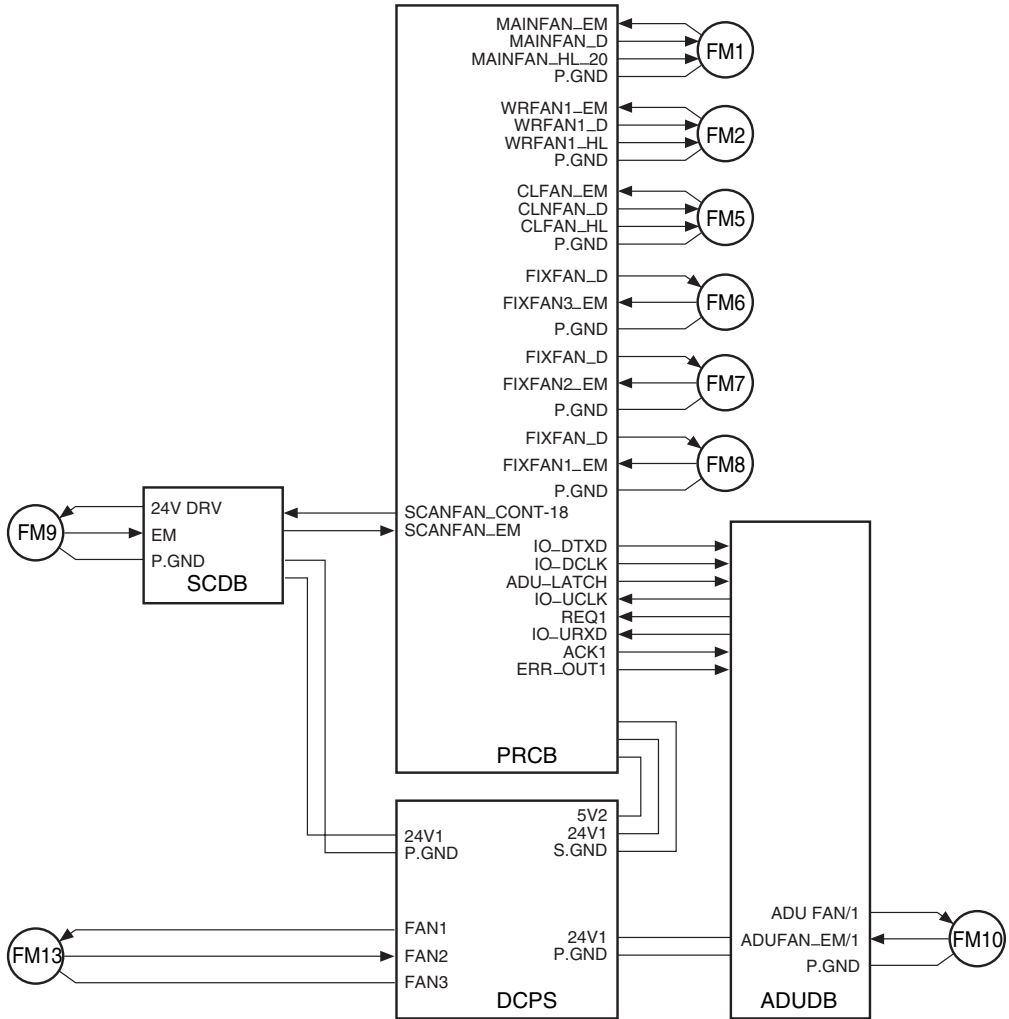 MAINFAN_EM
MAINFAN_D
MAINFAN_HL_20
P.GND
FM1
WRFAN1_EM
WRFAN1_D
WRFAN1_HL
P.GND
FM2
CLFAN_EM
CLNFAN_D
CLFAN_HL
P.GND
FM5
FIXFAN_D
FIXFAN3_EM
P.GND
FM6
FIXFAN_D
FIXFAN2_EM
P.GND
FM7
FIXFAN_D
FIXFAN1_EM
P.GND
FM8
FM9
24V DRV
EM
P.GND
SCDB
SCANFAN_CONT-18
SCANFAN_EM
IO_DTXD
IO_DCLK
ADU_LATCH
IO_UCLK
REQ1
IO_URXD
ACK1
ERR_OUT1
PRCB
5V2
24V1
S.GND
24V1
P.GND
FM13
FAN1
FAN2
FAN3
24V1
P.GND
DCPS
ADU FAN/1
ADUFAN_EM/1
P.GND
FM10
ADUDB